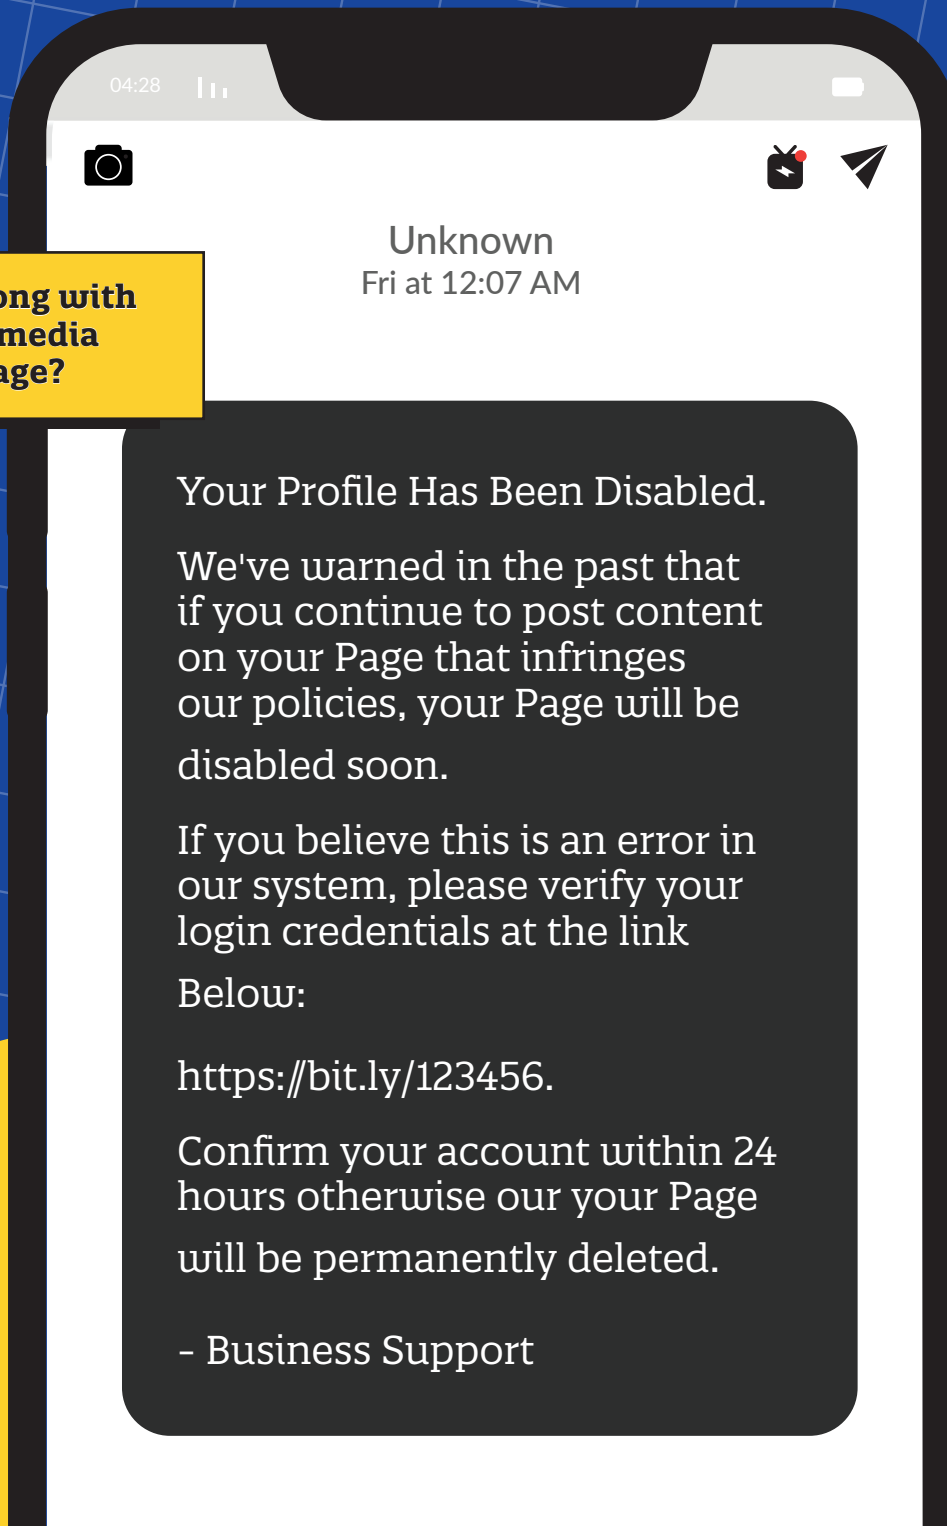 04:28
Unknown
Fri at 12:07 AM
with
media
Your Profile Has Been Disabled.
We've warned in the past that
if you continue to post content
on your Page that infringes
our policies, your Page will be
disabled soon.
If you believe this is an error in
our system, please verify your
login credentials at the link
Below:
https://bit.ly/123456.
Confirm your account within 24
hours otherwise our your Page
will be permanently deleted.
- Business Support